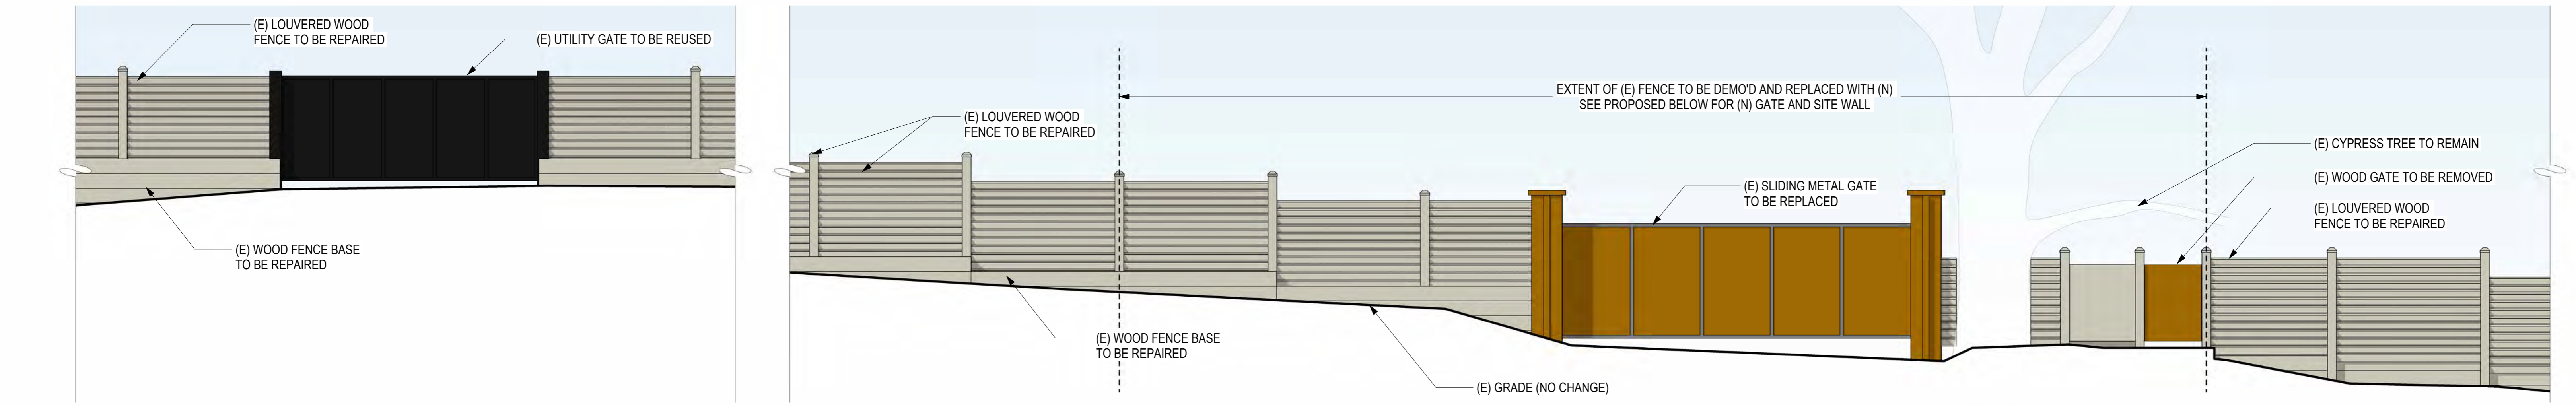 (E) LOUVERED WOOD
FENCE TO BE REPAIRED
(E) UTILITY GATE TO BE REUSED
(E) WOOD FENCE BASE
TO BE REPAIRED
(E) LOUVERED WOOD
FENCE TO BE REPAIRED
EXTENT OF (E) FENCE TO BE DEMO'D AND REPLACED WITH (N)
SEE PROPOSED BELOW FOR (N) GATE AND SITE WALL
(E) SLIDING METAL GATE
TO BE REPLACED
(E) CYPRESS TREE TO REMAIN
(E) WOOD GATE TO BE REMOVED
(E) LOUVERED WOOD
FENCE TO BE REPAIRED
(E) WOOD FENCE BASE
TO BE REPAIRED
(E) GRADE (NO CHANGE)